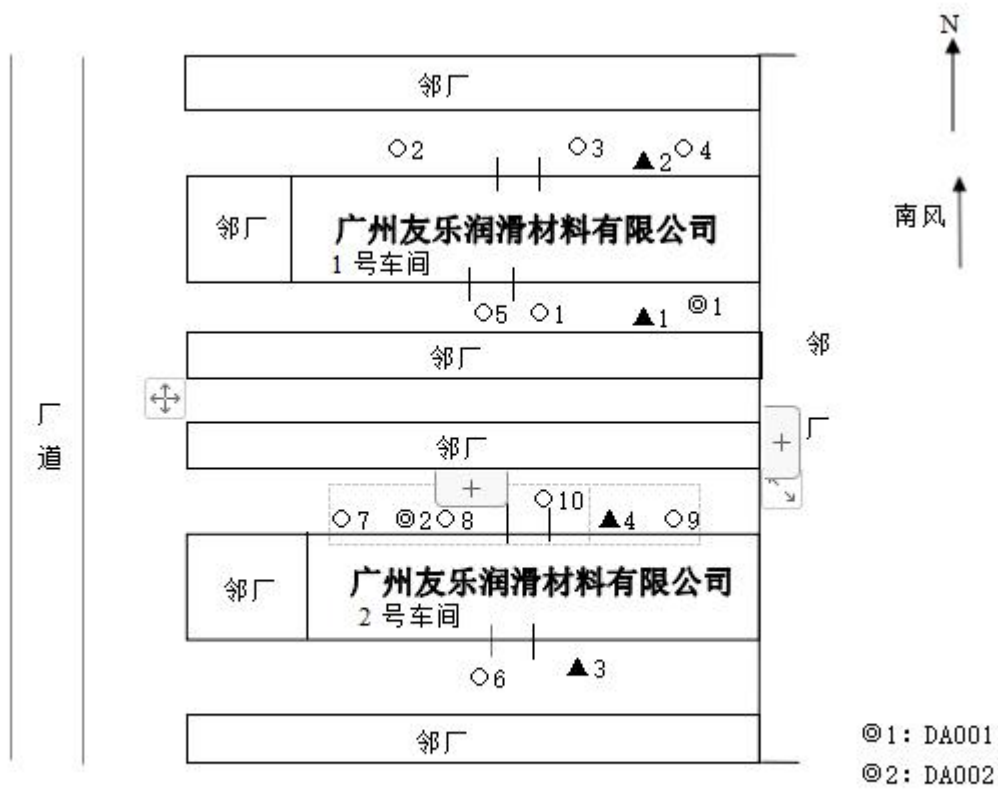 N
邻厂
○2
○3
▲2
○4
南风
邻厂
广州友乐润滑材料有限公司
1 号车间
○5
○1
▲1
◎1
邻厂
邻
厂
厂
道
邻厂
○10
○7
◎2
○8
▲4
○9
邻厂
广州友乐润滑材料有限公司
2 号车间
○6
▲3
邻厂
◎1: DA001
◎2: DA002